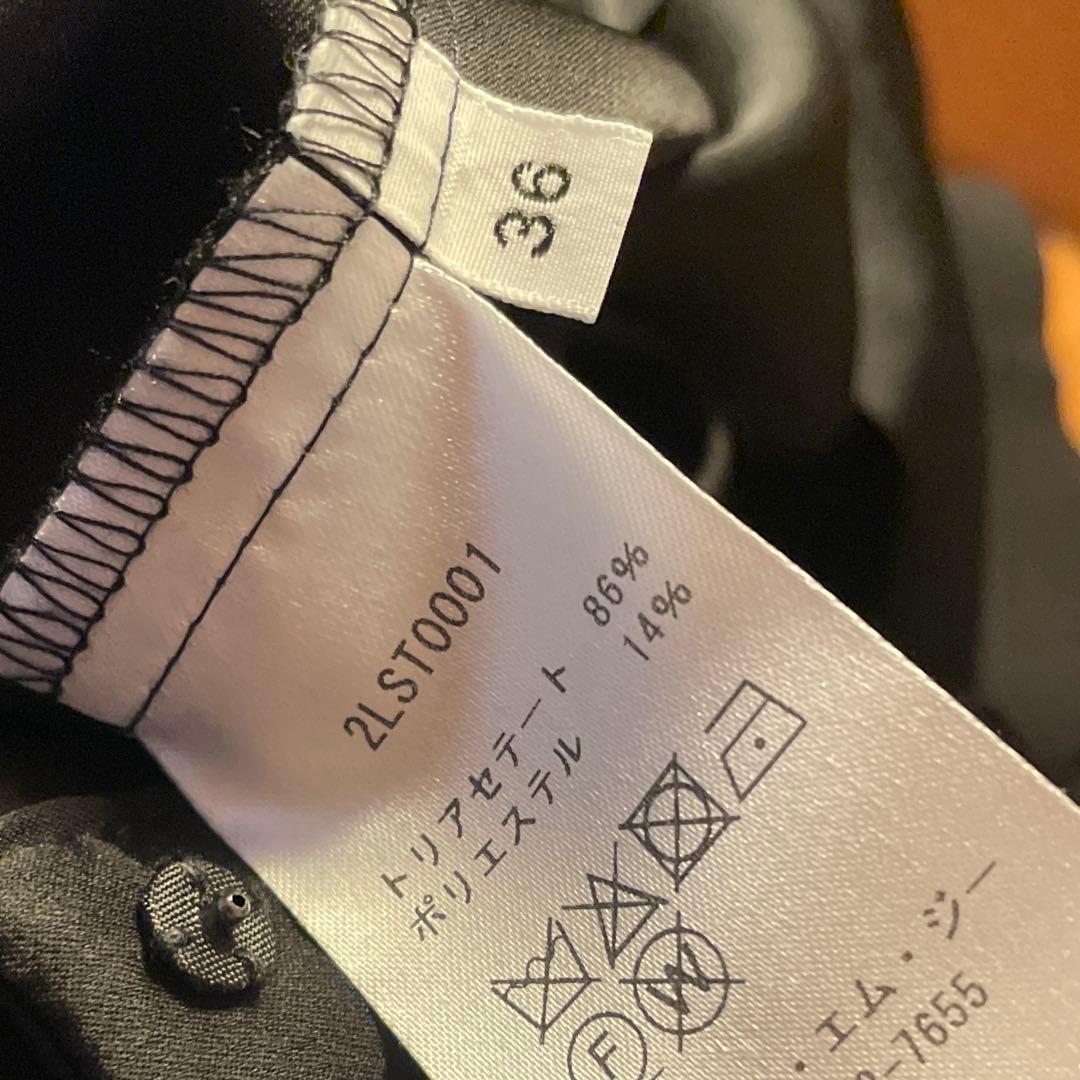 36
2LST0001
トリアセテート 86%
ポリエステル 14%
W
F
・エム・ジー
-7655